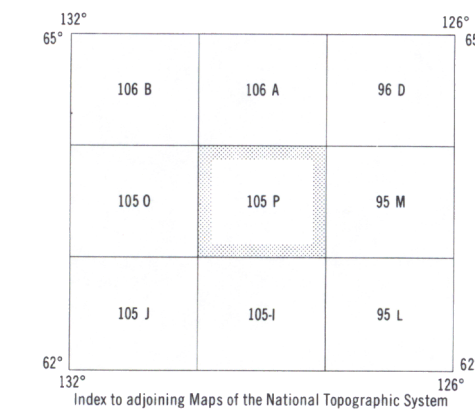 132° 126°
65° 65
106 B 106 A 96 D
105 O 105 P 95 M
105 J 105-I 95 L
62° 62
132° 126°
Index to adjoining Maps of the National Topographic System